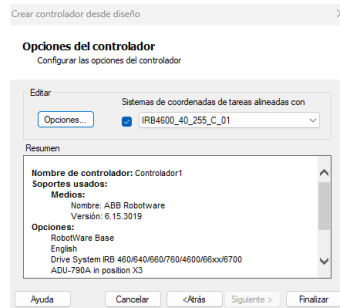 Crear controlador desde diseño
Opciones del controlador
Configurar las opciones del controlador
Editar
Sistemas de coordenadas de tareas alineadas con
Opciones...
IRB4600_40_255_C_01
Resumen
Nombre de controlador: Controlador1
Soportes usados:
Medios:
Nombre: ABB Robotware
Versión: 6.15.3019
Opciones:
RobotWare Base
English
Drive System IRB 460/640/660/760/4600/66xx/6700
ADU-790A in position X3
Ayuda
Cancelar
<Atrás
Siguiente >
Finalizar